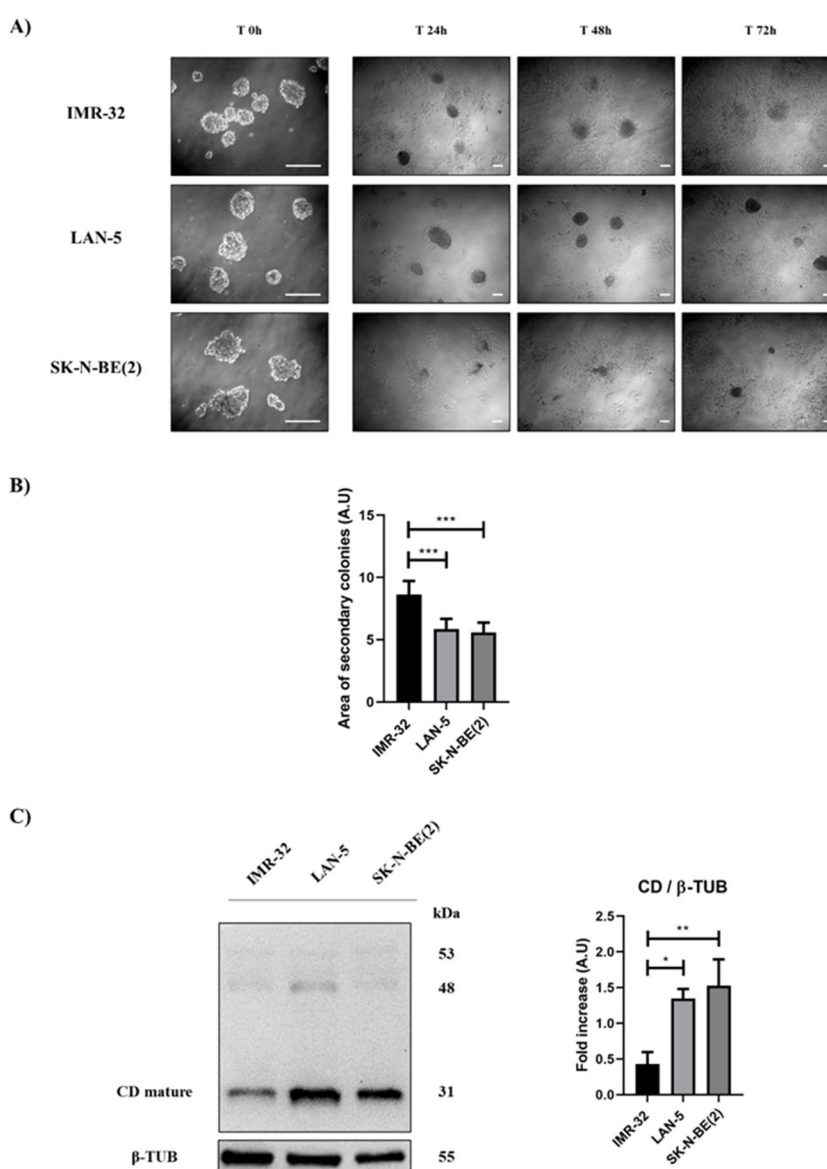 A)
T 0h T 24h T 48h T 72h
IMR-32
LAN-5
SK-N-BE(2)
B)
Area of secondary colonies (A.U)
15
10
5
0
***
***
IMR-32
LAN-5
SK-N-BE(2)
C)
IMR-32 LAN-5 SK-N-BE(2)
kDa
53
48
CD mature 31
β-TUB 55
CD / β-TUB
Fold increase (A.U)
2.5
2.0
1.5
1.0
0.5
0.0
**
*
IMR-32
LAN-5
SK-N-BE(2)